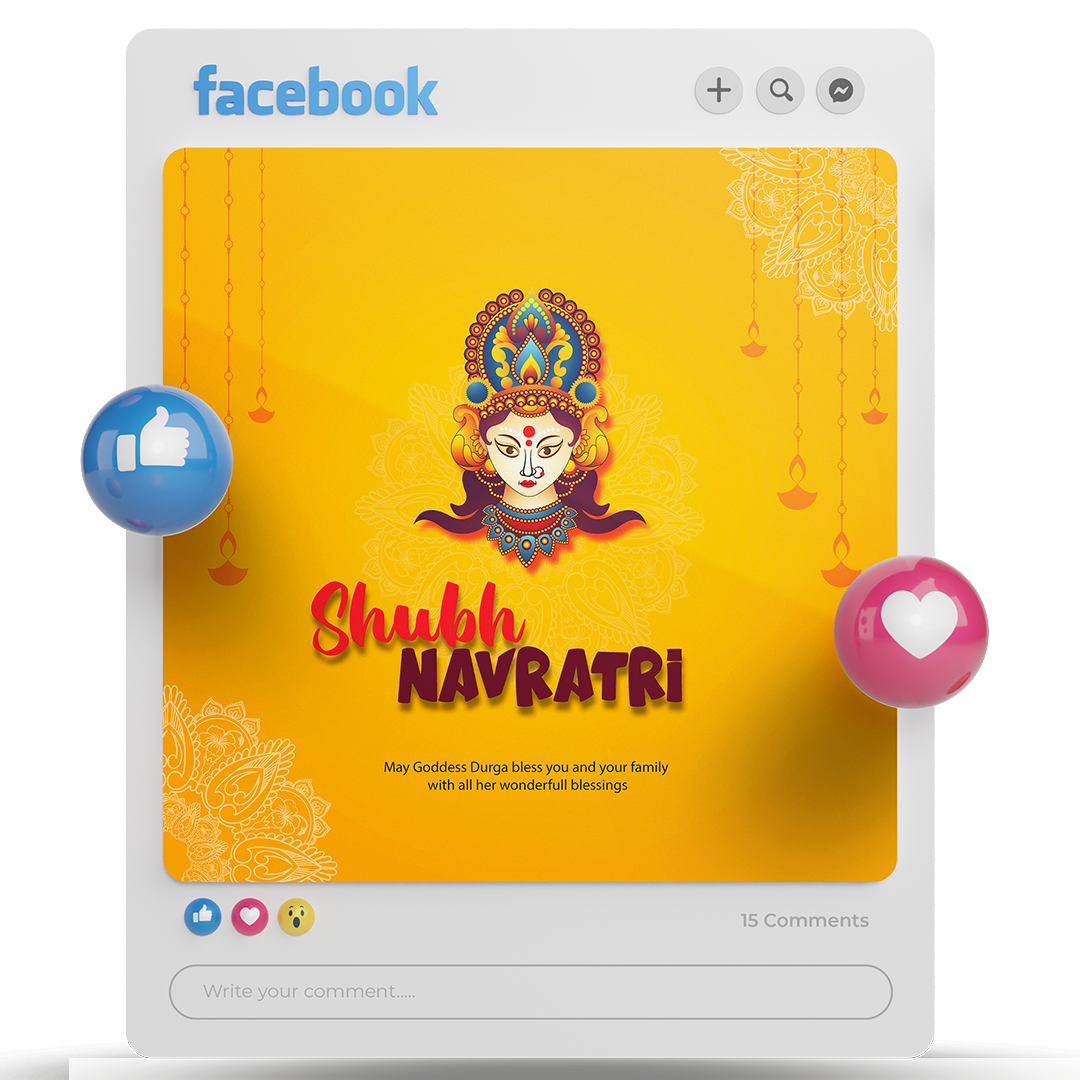 facebook
Shubh
NAVRATRi
May Goddess Durga bless you and your family
with all her wonderfull blessings
15 Comments
Write your comment.....